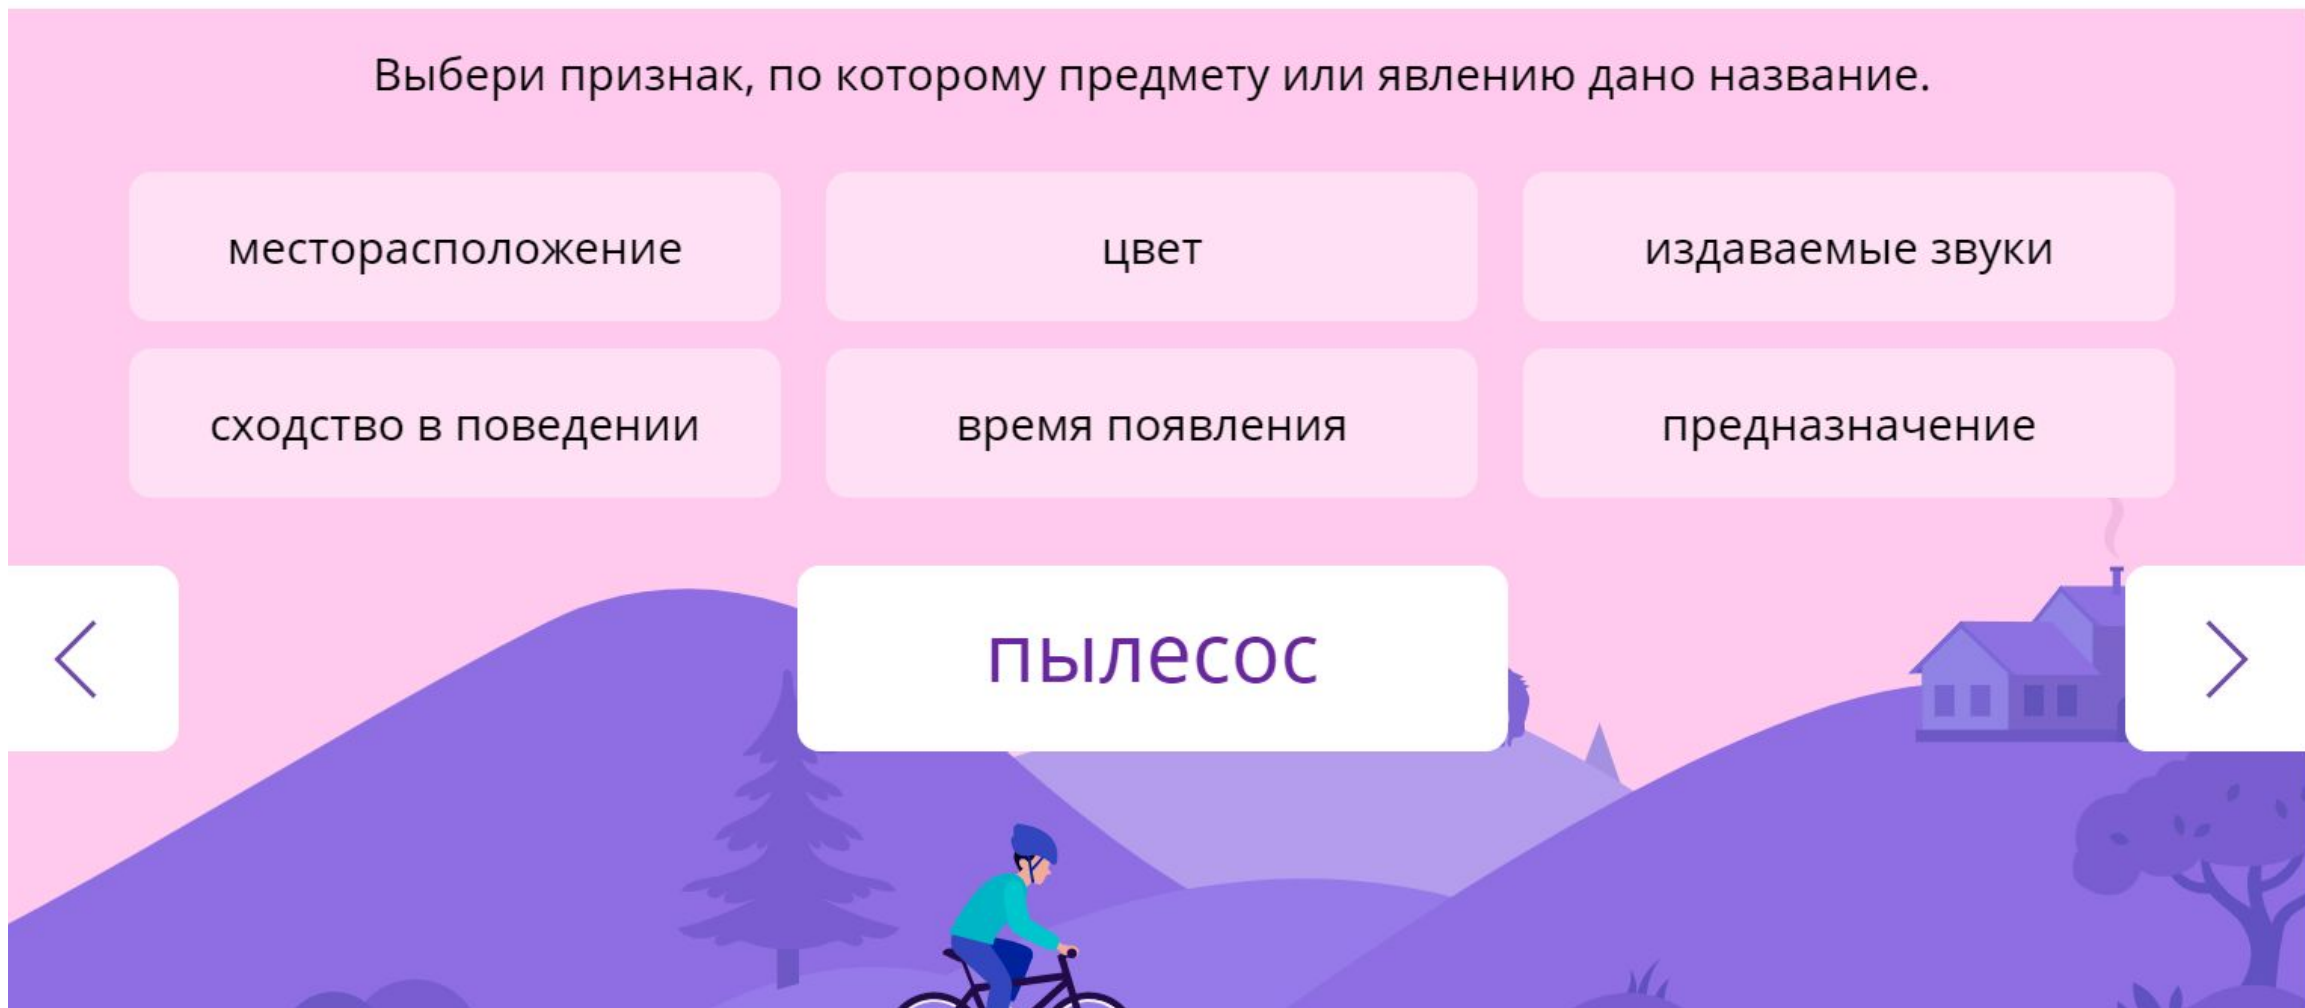 Выбери признак, по которому предмету или явлению дано название.
месторасположение
цвет
издаваемые звуки
сходство в поведении
время появления
предназначение
пылесос